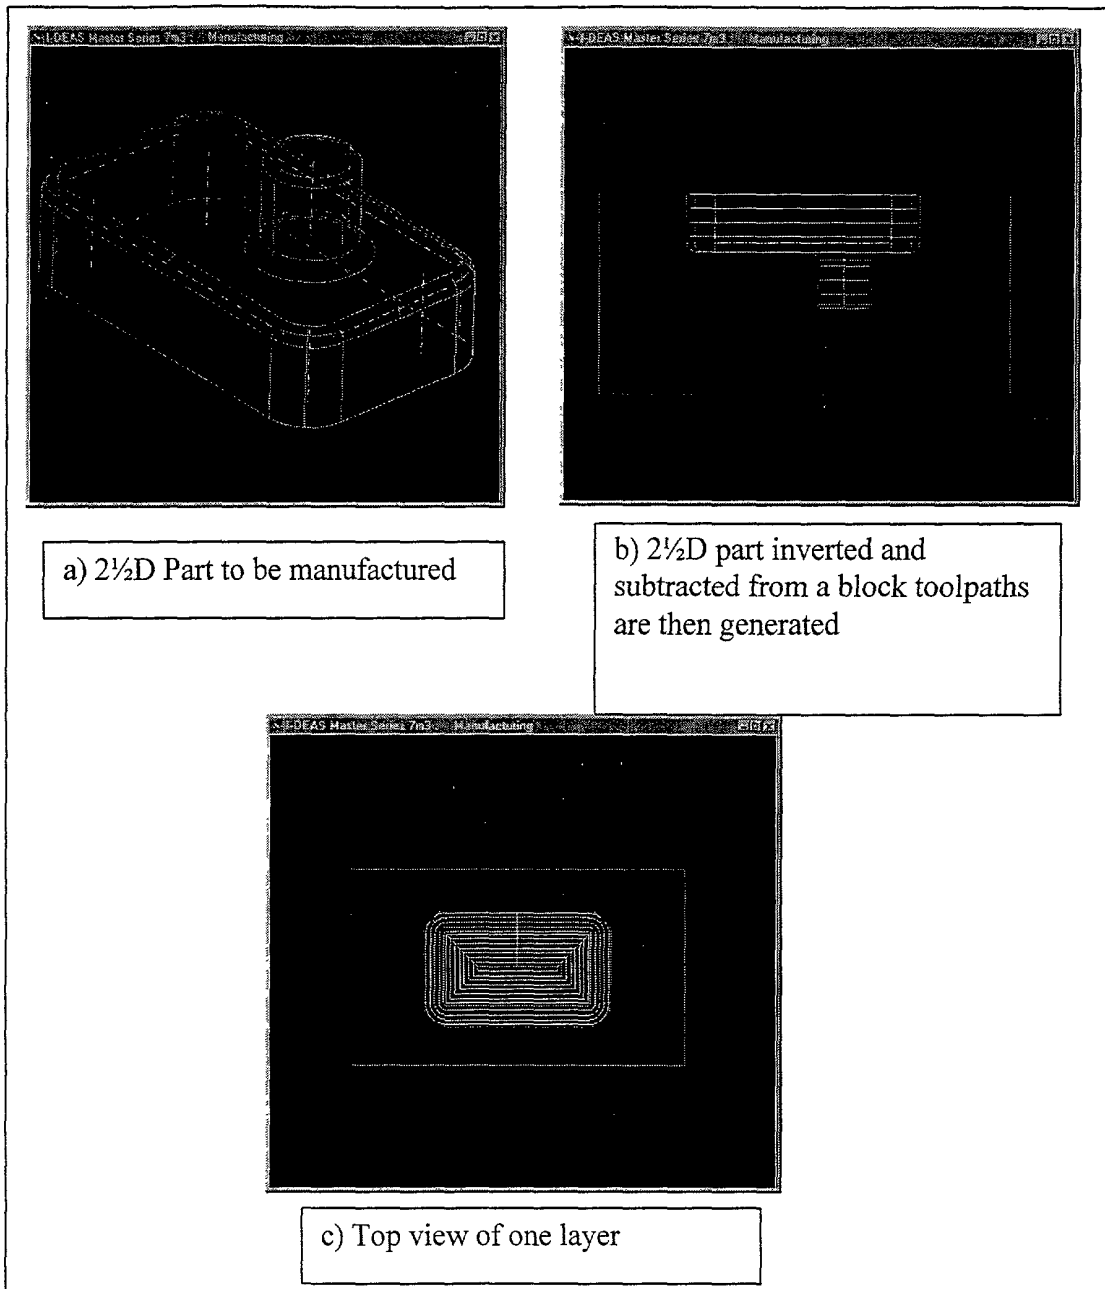 I-DEAS Master Series 7m3 : Manufacturing
I-DEAS Master Series 7m3 : Manufacturing
a) 2½D Part to be manufactured
b) 2½D part inverted and
subtracted from a block toolpaths
are then generated
I-DEAS Master Series 7m3 : Manufacturing
c) Top view of one layer